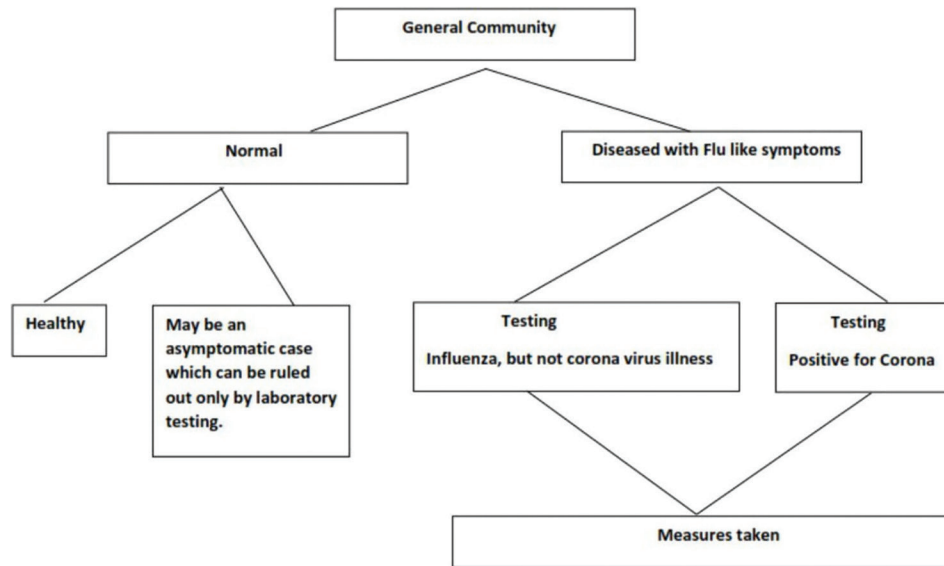 General Community
Normal
Diseased with Flu like symptoms
Healthy
May be an
asymptomatic case
which can be ruled
out only by laboratory
testing.
Testing
Influenza, but not corona virus illness
Testing
Positive for Corona
Measures taken